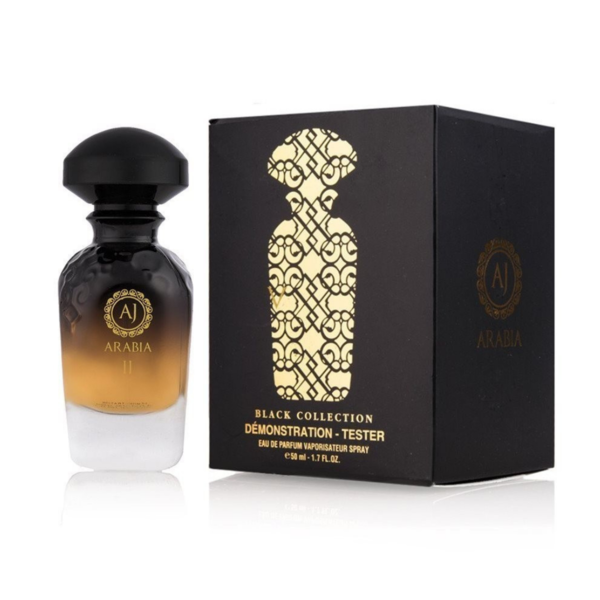 AJ
ARABIA
II
BLACK COLLECTION
DÉMONSTRATION - TESTER
EAU DE PARFUM VAPORISATEUR SPRAY
℮50 ml - 1.7 FL.OZ.
AJ
ARABIA